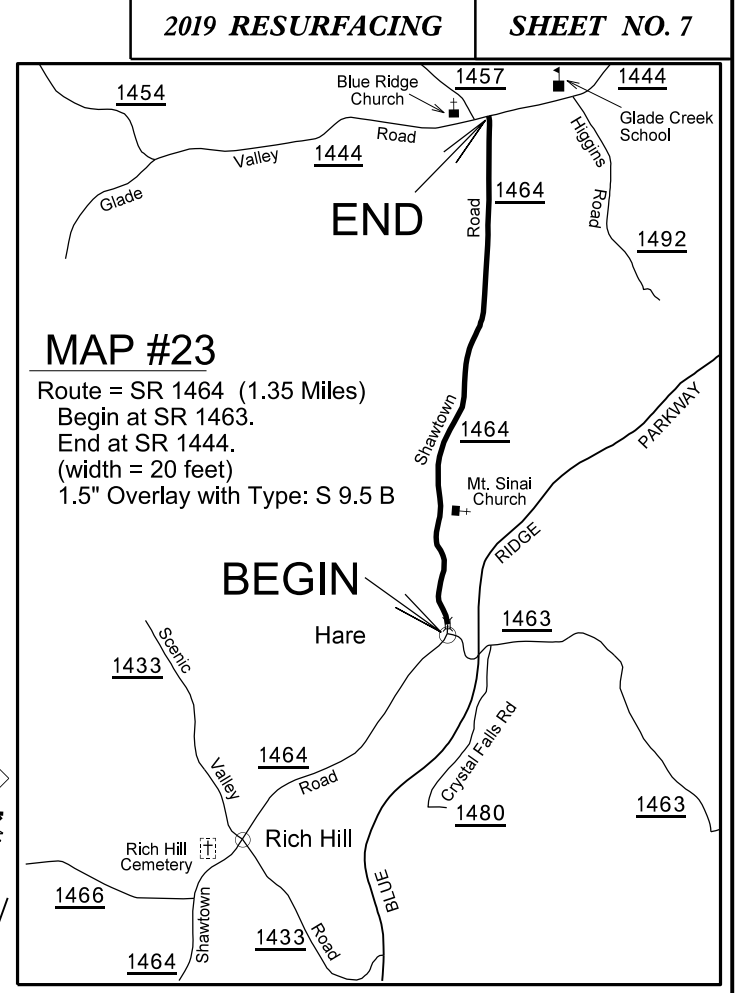 2019 RESURFACING
SHEET NO. 7
1454
Blue Ridge
Church
1457
1444
Glade Creek
School
Glade
Valley
1444
Road
Higgins
Road
1492
END
1464
Road
MAP #23
Route = SR 1464 (1.35 Miles)
Begin at SR 1463.
End at SR 1444.
(width = 20 feet)
1.5" Overlay with Type: S 9.5 B
Shawtown
1464
Mt. Sinai
Church
PARKWAY
RIDGE
BLUE
BEGIN
Hare
1463
Scenic
1433
Valley
1464
Road
Crystal Falls Rd
1480
1463
Rich Hill
Rich Hill
Cemetery
1466
Shawtown
1464
1433
Road